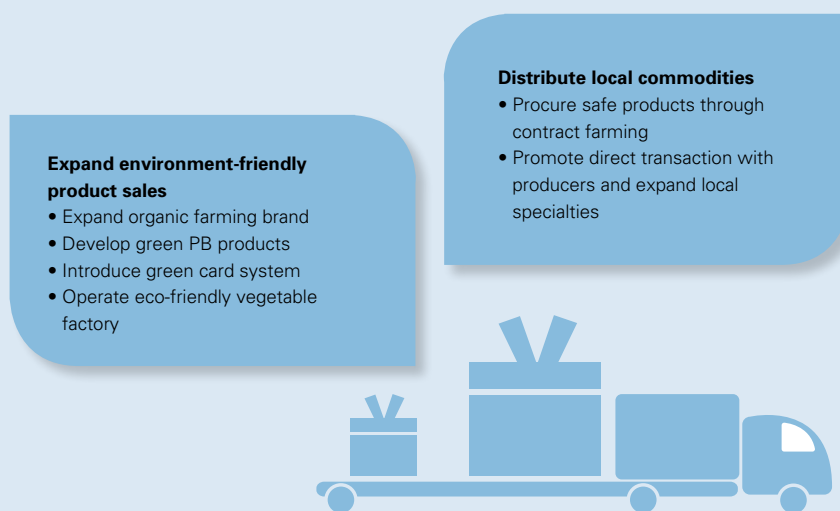 Expand environment-friendly
product sales
• Expand organic farming brand
• Develop green PB products
• Introduce green card system
• Operate eco-friendly vegetable
factory
Distribute local commodities
• Procure safe products through
contract farming
• Promote direct transaction with
producers and expand local
specialties